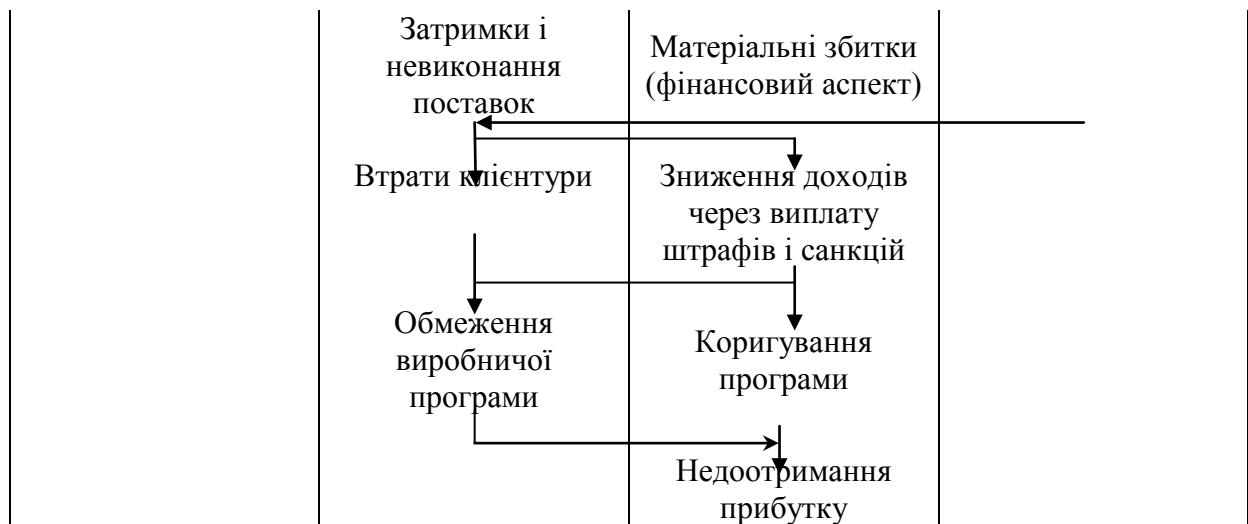 Затримки і
невиконання
поставок
Матеріальні збитки
(фінансовий аспект)
Втрати клієнтури
Зниження доходів
через виплату
штрафів і санкцій
Обмеження
виробничої
програми
Коригування
програми
Недоотримання
прибутку